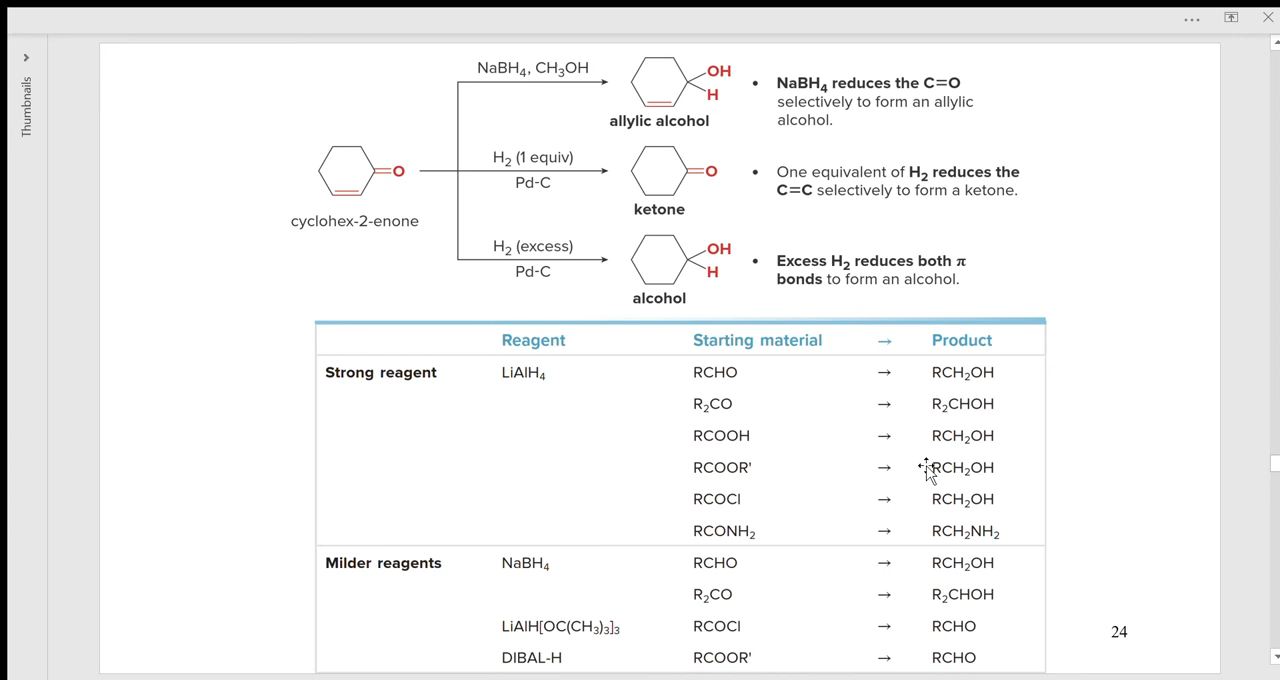 Thumbnails
NaBH₄, CH₃OH
OH
H
allylic alcohol
• NaBH₄ reduces the C=O
selectively to form an allylic
alcohol.
O
cyclohex-2-enone
H₂ (1 equiv)
Pd-C
O
ketone
• One equivalent of H₂ reduces the
C=C selectively to form a ketone.
H₂ (excess)
Pd-C
OH
H
alcohol
• Excess H₂ reduces both π
bonds to form an alcohol.
Reagent Starting material → Product
Strong reagent LiAlH₄ RCHO → RCH₂OH
R₂CO → R₂CHOH
RCOOH → RCH₂OH
RCOOR' → RCH₂OH
RCOCl → RCH₂OH
RCONH₂ → RCH₂NH₂
Milder reagents NaBH₄ RCHO → RCH₂OH
R₂CO → R₂CHOH
LiAlH[OC(CH₃)₃]₃ RCOCl → RCHO
DIBAL-H RCOOR' → RCHO
24